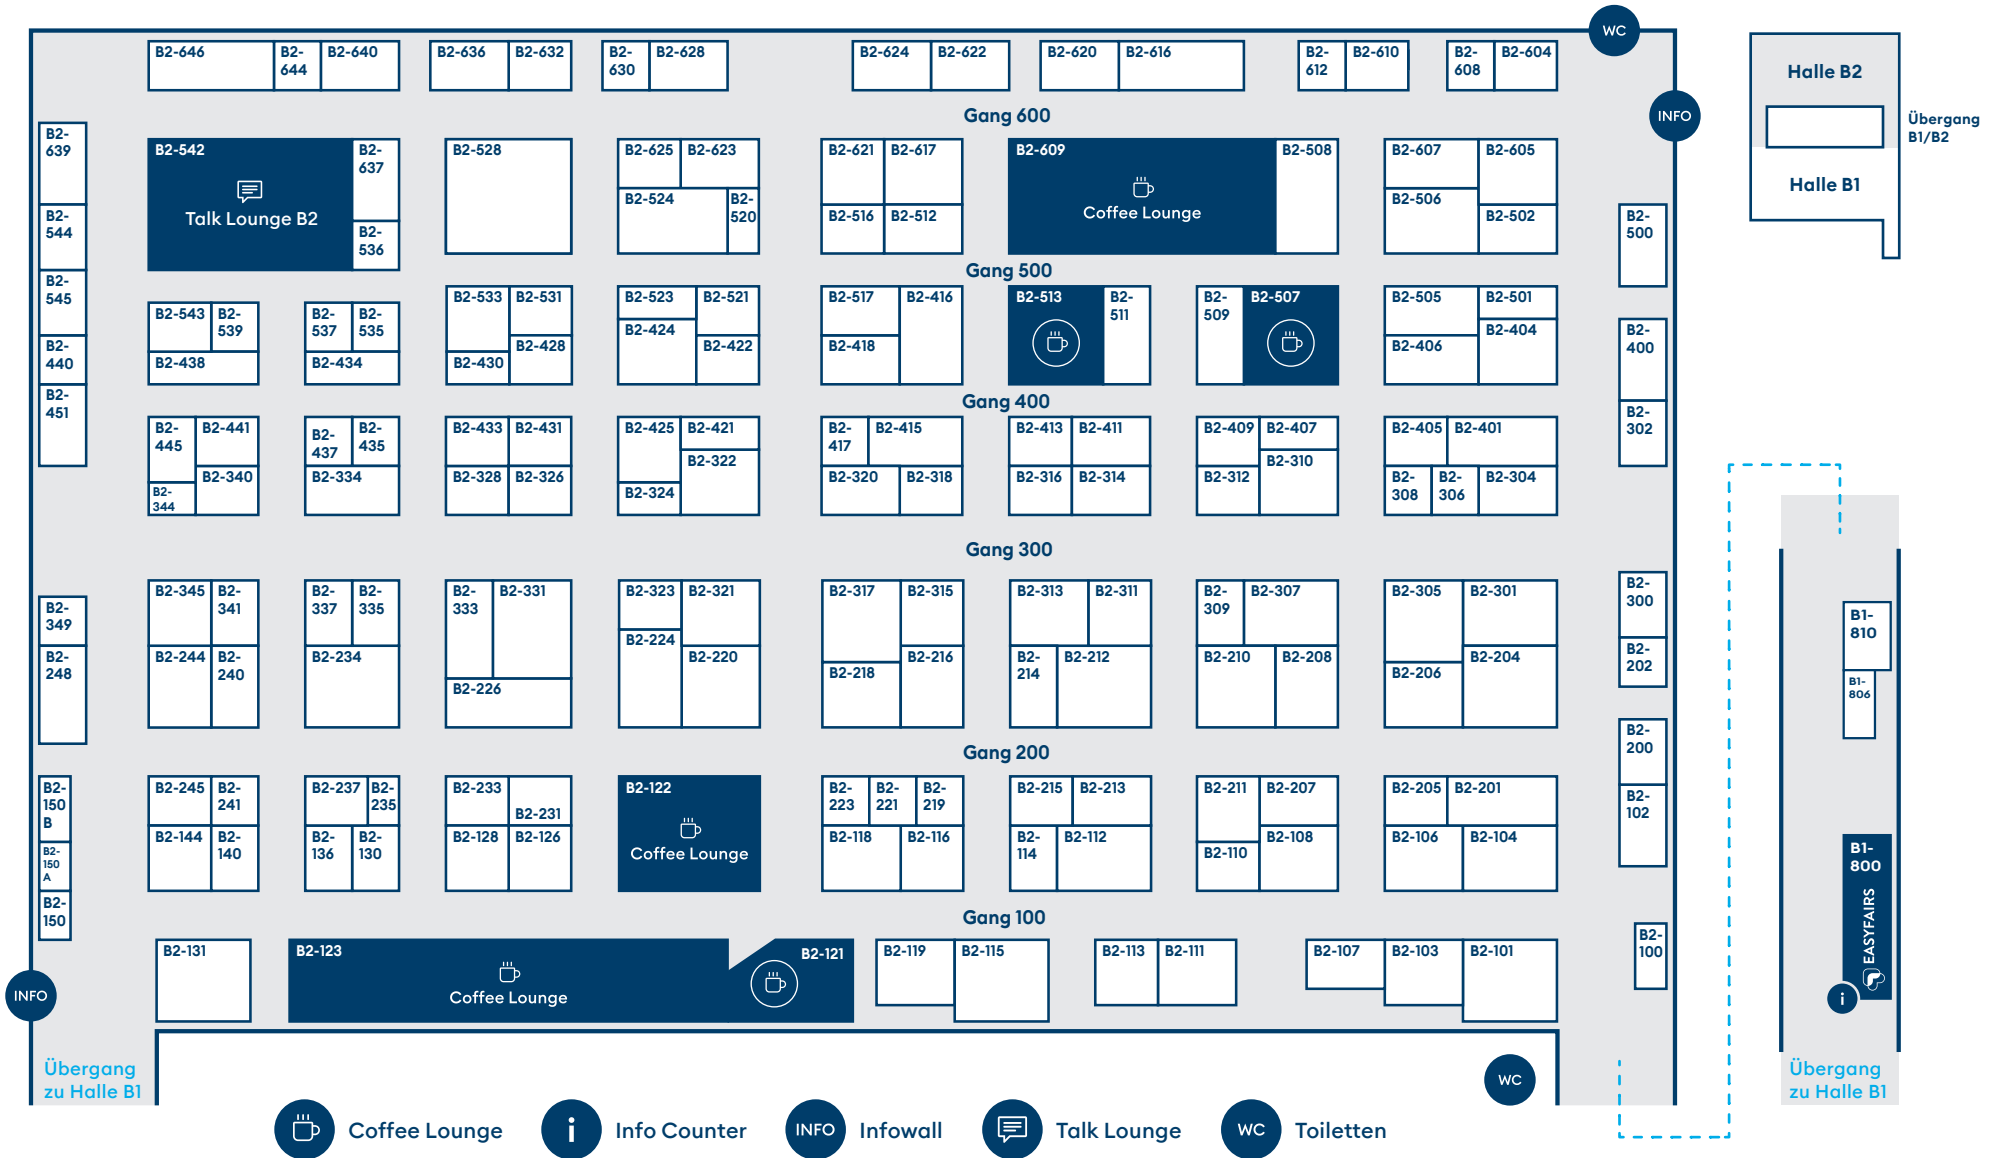 WC
B2-646
B2-
644
B2-640
B2-636
B2-632
B2-
630
B2-628
B2-624
B2-622
B2-620
B2-616
B2-
612
B2-610
B2-
608
B2-604
Halle B2
Übergang
B1/B2
Halle B1
INFO
Gang 600
B2-
639
B2-542
Talk Lounge B2
B2-
637
B2-
536
B2-528
B2-625
B2-623
B2-524
B2-
520
B2-621
B2-617
B2-516
B2-512
B2-609
Coffee Lounge
B2-508
B2-607
B2-605
B2-506
B2-502
B2-
500
B2-
544
B2-
545
B2-
440
B2-
451
Gang 500
B2-543
B2-
539
B2-438
B2-
537
B2-
535
B2-434
B2-533
B2-531
B2-430
B2-428
B2-523
B2-521
B2-424
B2-422
B2-517
B2-416
B2-418
B2-513
B2-
511
B2-
509
B2-507
B2-505
B2-501
B2-406
B2-404
B2-
400
B2-
302
Gang 400
B2-
445
B2-441
B2-340
B2-
344
B2-
437
B2-
435
B2-334
B2-433
B2-431
B2-328
B2-326
B2-425
B2-421
B2-322
B2-324
B2-
417
B2-415
B2-320
B2-318
B2-413
B2-411
B2-316
B2-314
B2-409
B2-407
B2-312
B2-310
B2-405
B2-401
B2-
308
B2-
306
B2-304
Gang 300
B2-
349
B2-
248
B2-345
B2-
341
B2-244
B2-
240
B2-
337
B2-
335
B2-234
B2-
333
B2-331
B2-226
B2-323
B2-321
B2-224
B2-220
B2-317
B2-315
B2-218
B2-216
B2-313
B2-311
B2-
214
B2-212
B2-
309
B2-307
B2-210
B2-208
B2-305
B2-301
B2-206
B2-204
B2-
300
B2-
202
B2-
200
B2-
102
Gang 200
B2-
150
B
B2-
150
A
B2-
150
B2-245
B2-
241
B2-144
B2-
140
B2-237
B2-
235
B2-
136
B2-
130
B2-233
B2-231
B2-128
B2-126
B2-122
Coffee Lounge
B2-
223
B2-
221
B2-
219
B2-118
B2-116
B2-215
B2-213
B2-
114
B2-112
B2-211
B2-207
B2-110
B2-108
B2-205
B2-201
B2-106
B2-104
Gang 100
B2-131
B2-123
Coffee Lounge
B2-121
B2-119
B2-115
B2-113
B2-111
B2-107
B2-103
B2-101
B2-
100
INFO
Übergang
zu Halle B1
B1-
810
B1-
806
B1-
800
EASYFAIRS
i
Übergang
zu Halle B1
WC
Coffee Lounge
i
Info Counter
INFO
Infowall
Talk Lounge
WC
Toiletten